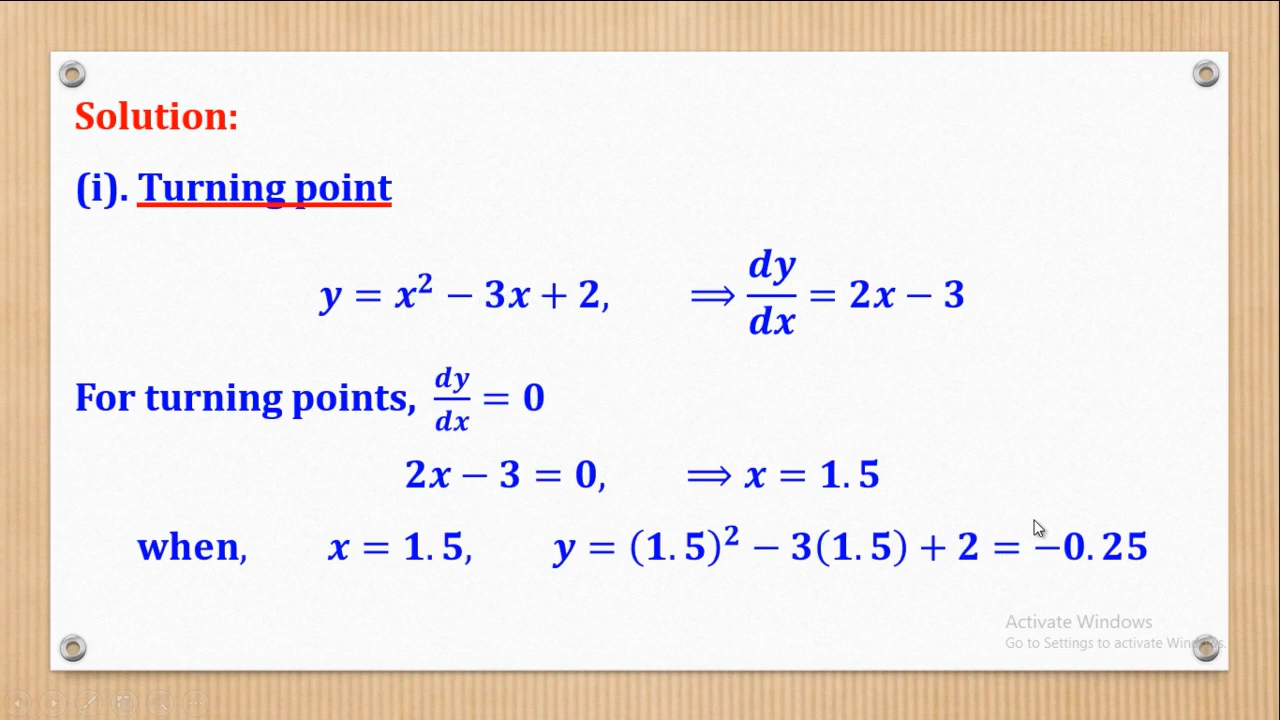 Solution:
(i). Turning point
y = x² − 3x + 2, ⟹ dy/dx = 2x − 3
For turning points, dy/dx = 0
2x − 3 = 0, ⟹ x = 1.5
when, x = 1.5, y = (1.5)² − 3(1.5) + 2 = −0.25
Activate Windows
Go to Settings to activate Windows.